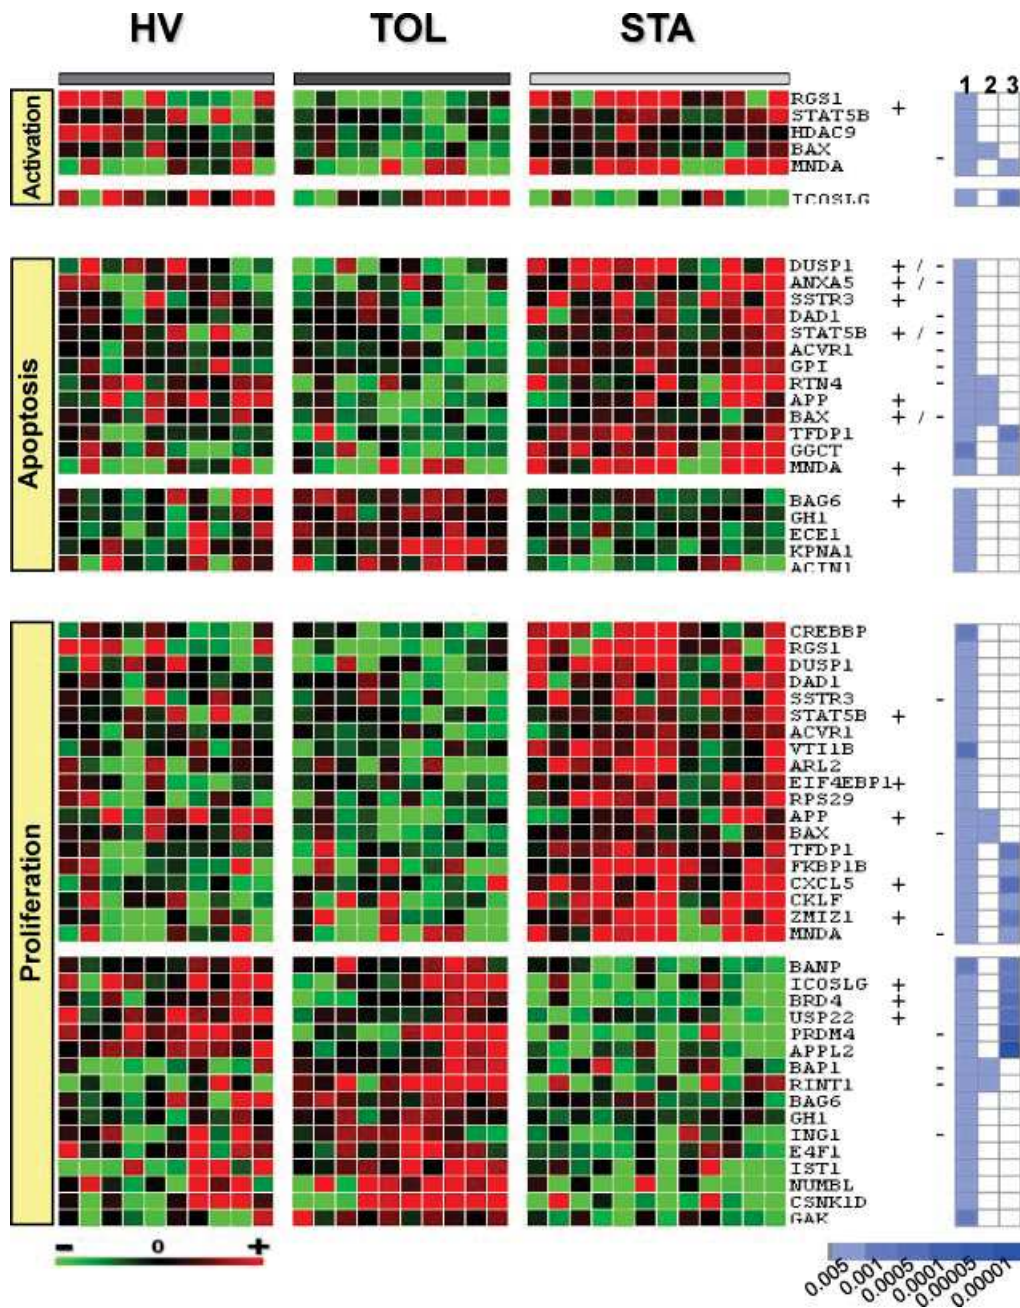 HV TOL STA
1 2 3
Activation
RGS1
+
STAT5B
HDAC9
BAX
-
MNDA
ICOSLG
Apoptosis
DUSP1 + / -
ANXA5 + / -
SSTR3 +
DAD1 -
STAT5B + / -
ACVR1 -
GPI -
RTN4 -
APP +
BAX + / -
TFDP1
GGCT
MNDA +
BAG6 +
GH1
ECE1
KPNA1
ACIN1
Proliferation
CREBBP
RGS1
DUSP1
DAD1
SSTR3 -
STAT5B +
ACVR1
VTI1B
ARL2
EIF4EBP1 +
RPS29
APP +
BAX -
TFDP1
FKBP1B
CXCL5 +
CKLF
ZMIZ1 +
MNDA -
BANP
ICOSLG +
BRD4 +
USP22 +
PRDM4 -
APPL2
BAP1 -
RINT1 -
BAG6
GH1
ING1 -
E4F1
IST1
NUMBL
CSNK1D
GAK
- 0 +
0.005 0.001 0.0005 0.0001 0.00005 0.00001